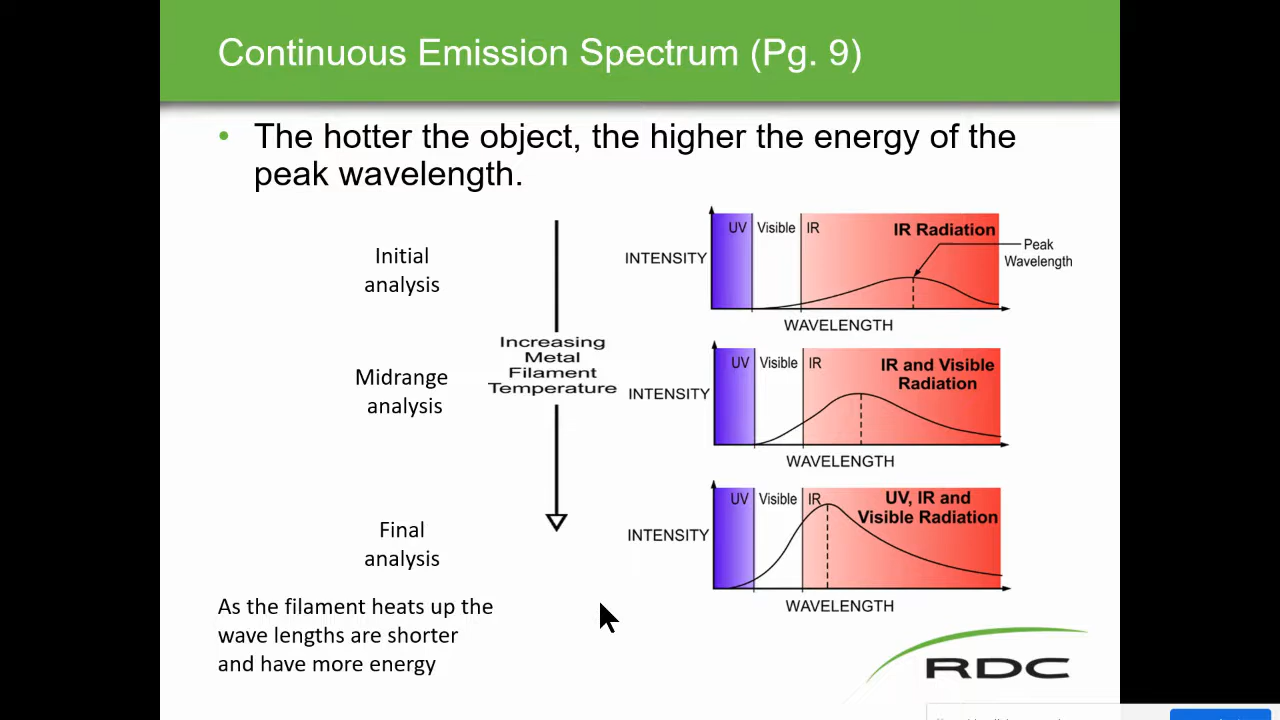 Continuous Emission Spectrum (Pg. 9)
• The hotter the object, the higher the energy of the
peak wavelength.
Initial
analysis
Increasing
Metal
Filament
Temperature
Midrange
analysis
Final
analysis
As the filament heats up the
wave lengths are shorter
and have more energy
INTENSITY
UV Visible IR IR Radiation
Peak
Wavelength
WAVELENGTH
INTENSITY
UV Visible IR IR and Visible
Radiation
WAVELENGTH
INTENSITY
UV Visible IR UV, IR and
Visible Radiation
WAVELENGTH
RDC